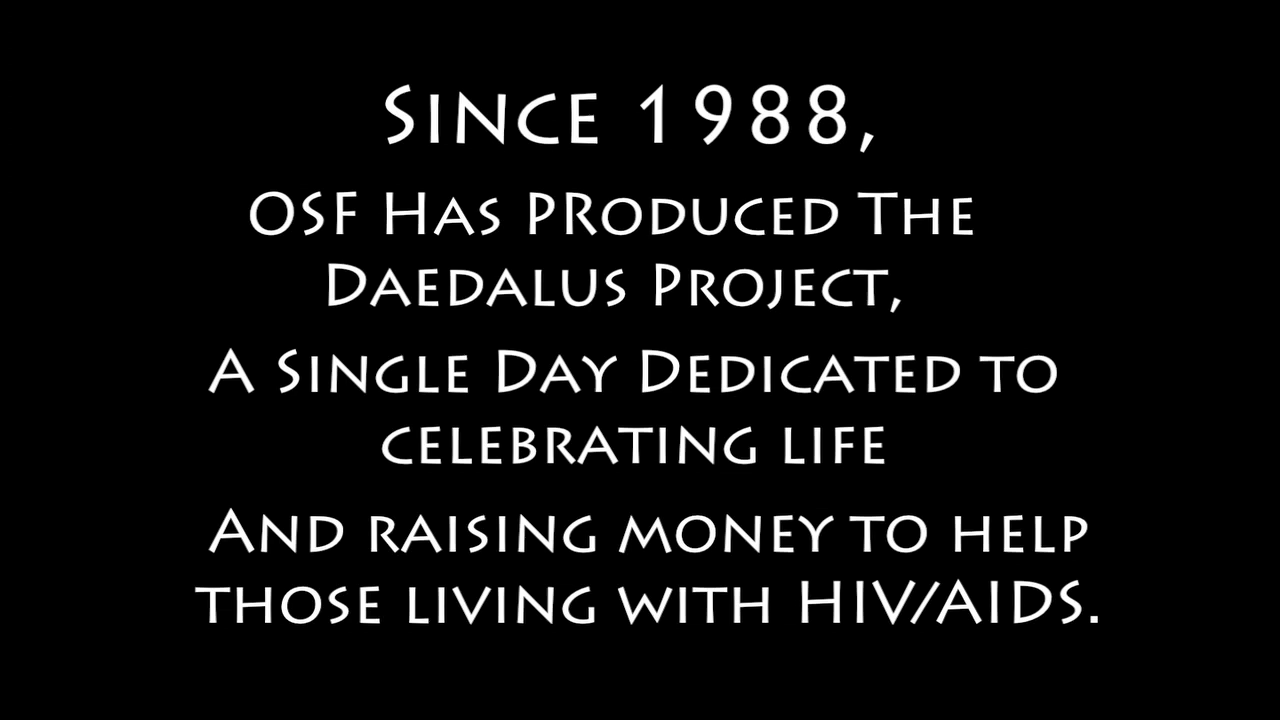 Since 1988,
OSF Has PRoduced The
Daedalus Project,
A Single Day Dedicated to
celebrating life
And raising money to help
those living with HIV/AIDS.